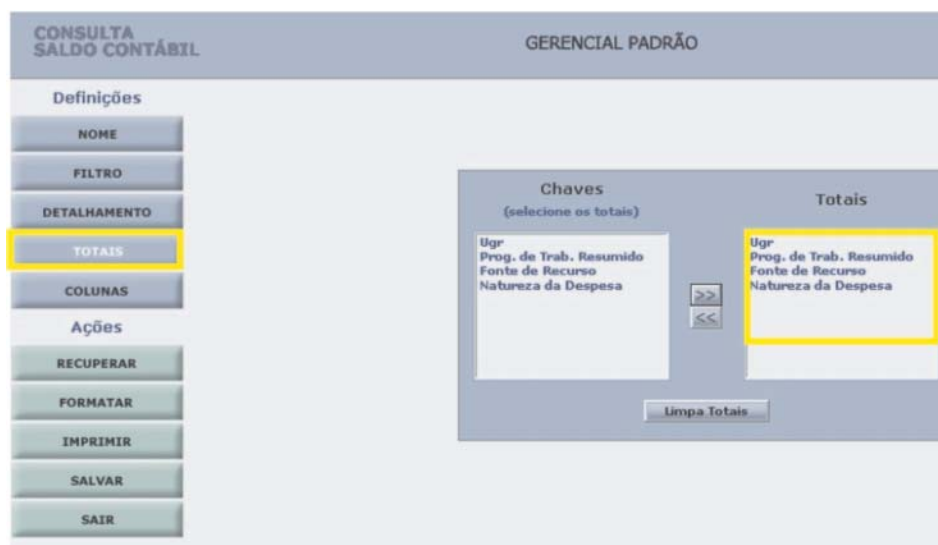 CONSULTA
SALDO CONTÁBIL
GERENCIAL PADRÃO
Definições
NOME
FILTRO
DETALHAMENTO
TOTAIS
COLUNAS
Ações
RECUPERAR
FORMATAR
IMPRIMIR
SALVAR
SAIR
Chaves
(selecione os totais)
Ugr
Prog. de Trab. Resumido
Fonte de Recurso
Natureza da Despesa
>>
<<
Totais
Ugr
Prog. de Trab. Resumido
Fonte de Recurso
Natureza da Despesa
Limpa Totais